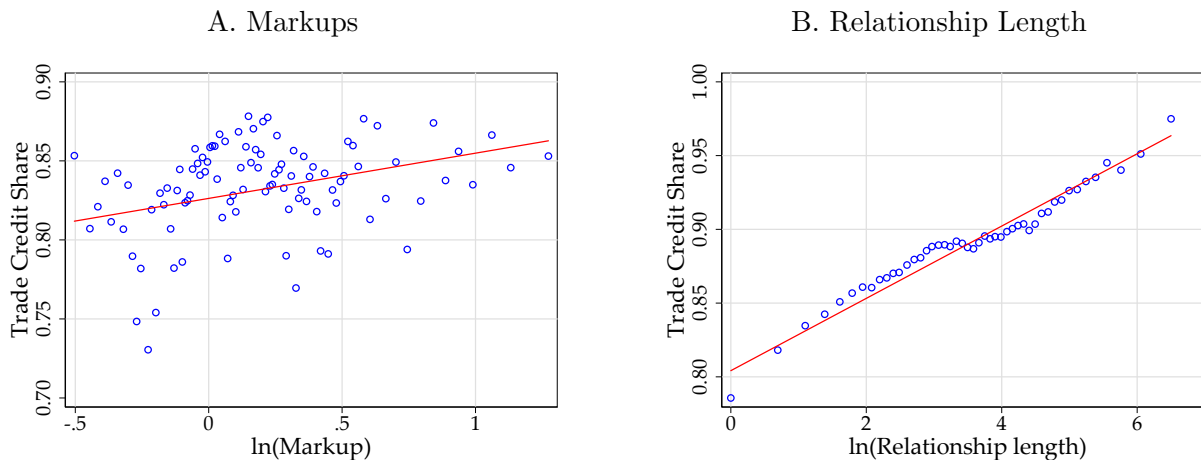 A. Markups
Trade Credit Share
0.90
0.85
0.80
0.75
0.70
-.5 0 .5 1
ln(Markup)
B. Relationship Length
Trade Credit Share
1.00
0.95
0.90
0.85
0.80
0 2 4 6
ln(Relationship length)